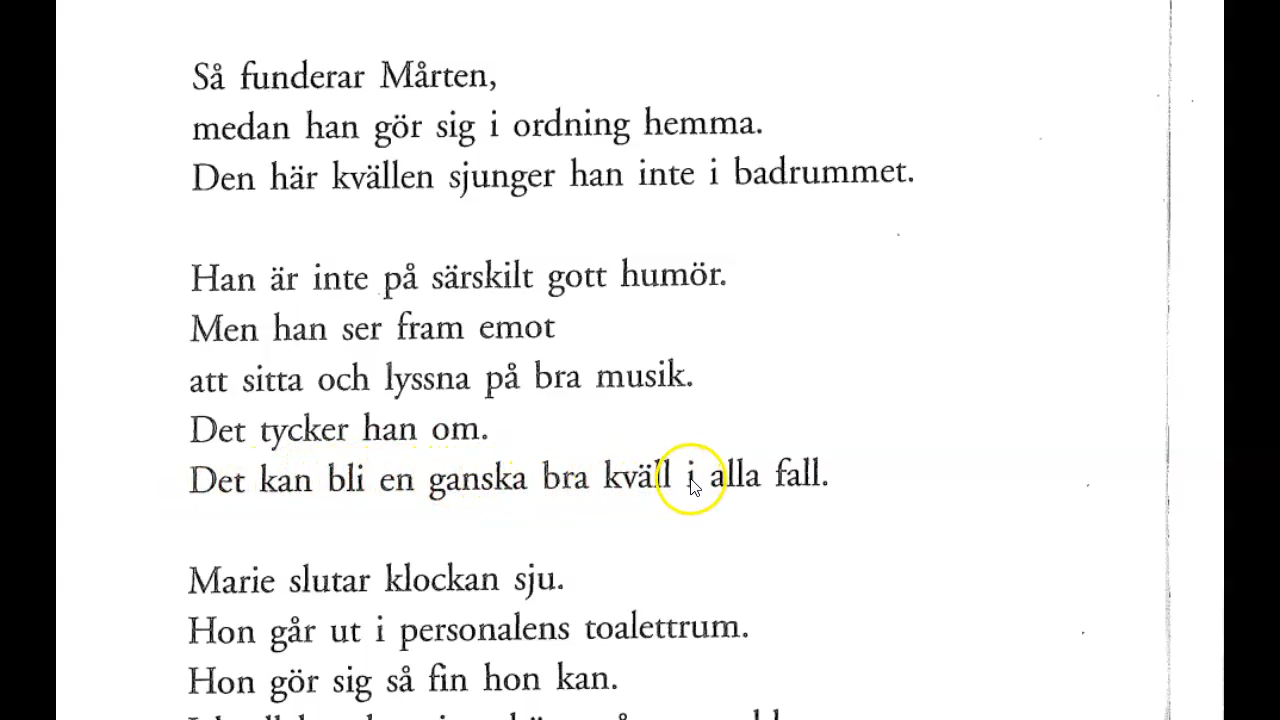 Så funderar Mårten,
medan han gör sig i ordning hemma.
Den här kvällen sjunger han inte i badrummet.
Han är inte på särskilt gott humör.
Men han ser fram emot
att sitta och lyssna på bra musik.
Det tycker han om.
Det kan bli en ganska bra kväll i alla fall.
Marie slutar klockan sju.
Hon går ut i personalens toalettrum.
Hon gör sig så fin hon kan.